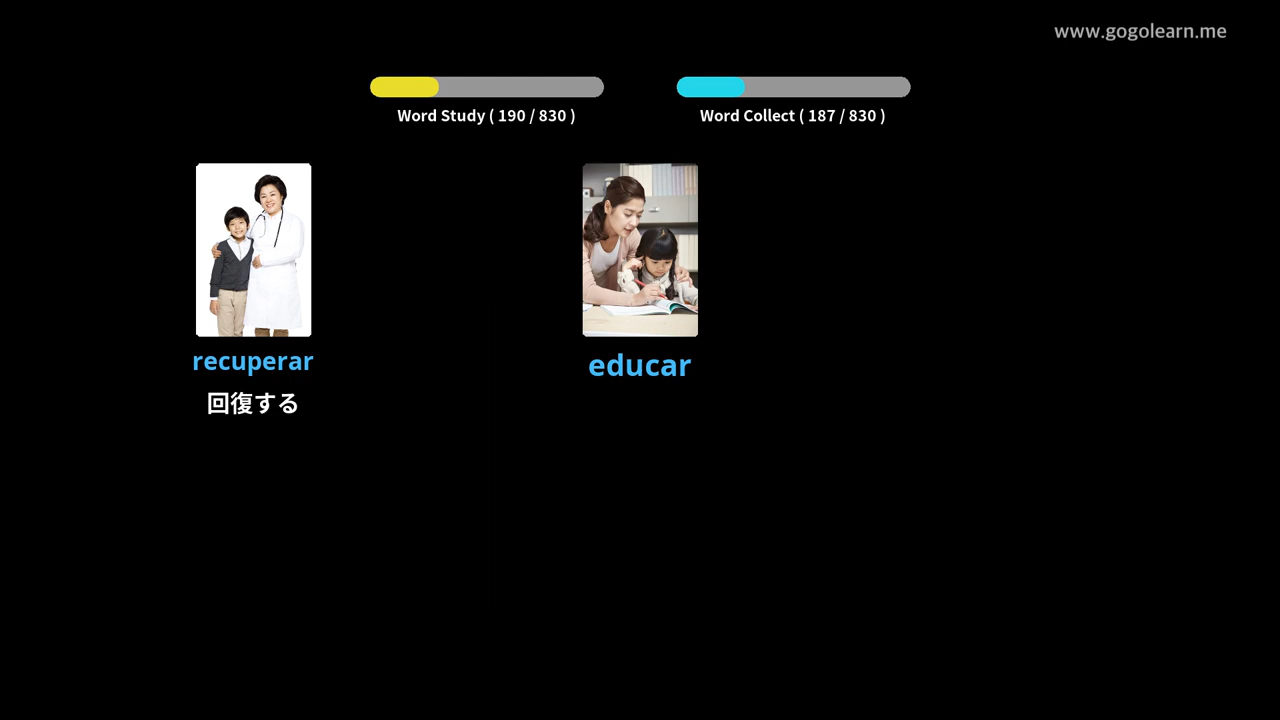 www.gogolearn.me
Word Study ( 190 / 830 )
Word Collect ( 187 / 830 )
recuperar
回復する
educar